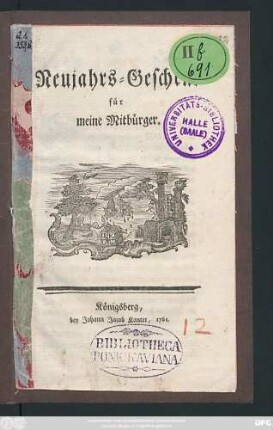 II f
691
Neujahrs-Geschenk
für
meine Mitbürger.
UNIVERSITÄTS-BIBLIOTHEK
HALLE
(SAALE)
Königsberg,
bey Johann Jacob Kanter, 1761.
12
BIBLIOTHECA
PONICKAVIANA